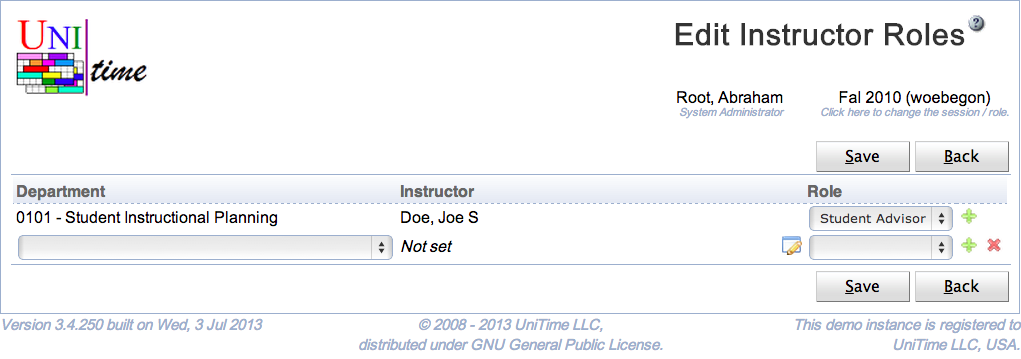 UNI
time
Edit Instructor Roles
?
Root, Abraham
System Administrator
Fal 2010 (woebegon)
Click here to change the session / role.
Save
Back
Department
Instructor
Role
0101 - Student Instructional Planning
Doe, Joe S
Student Advisor
Not set
Save
Back
Version 3.4.250 built on Wed, 3 Jul 2013
© 2008 - 2013 UniTime LLC,
distributed under GNU General Public License.
This demo instance is registered to
UniTime LLC, USA.